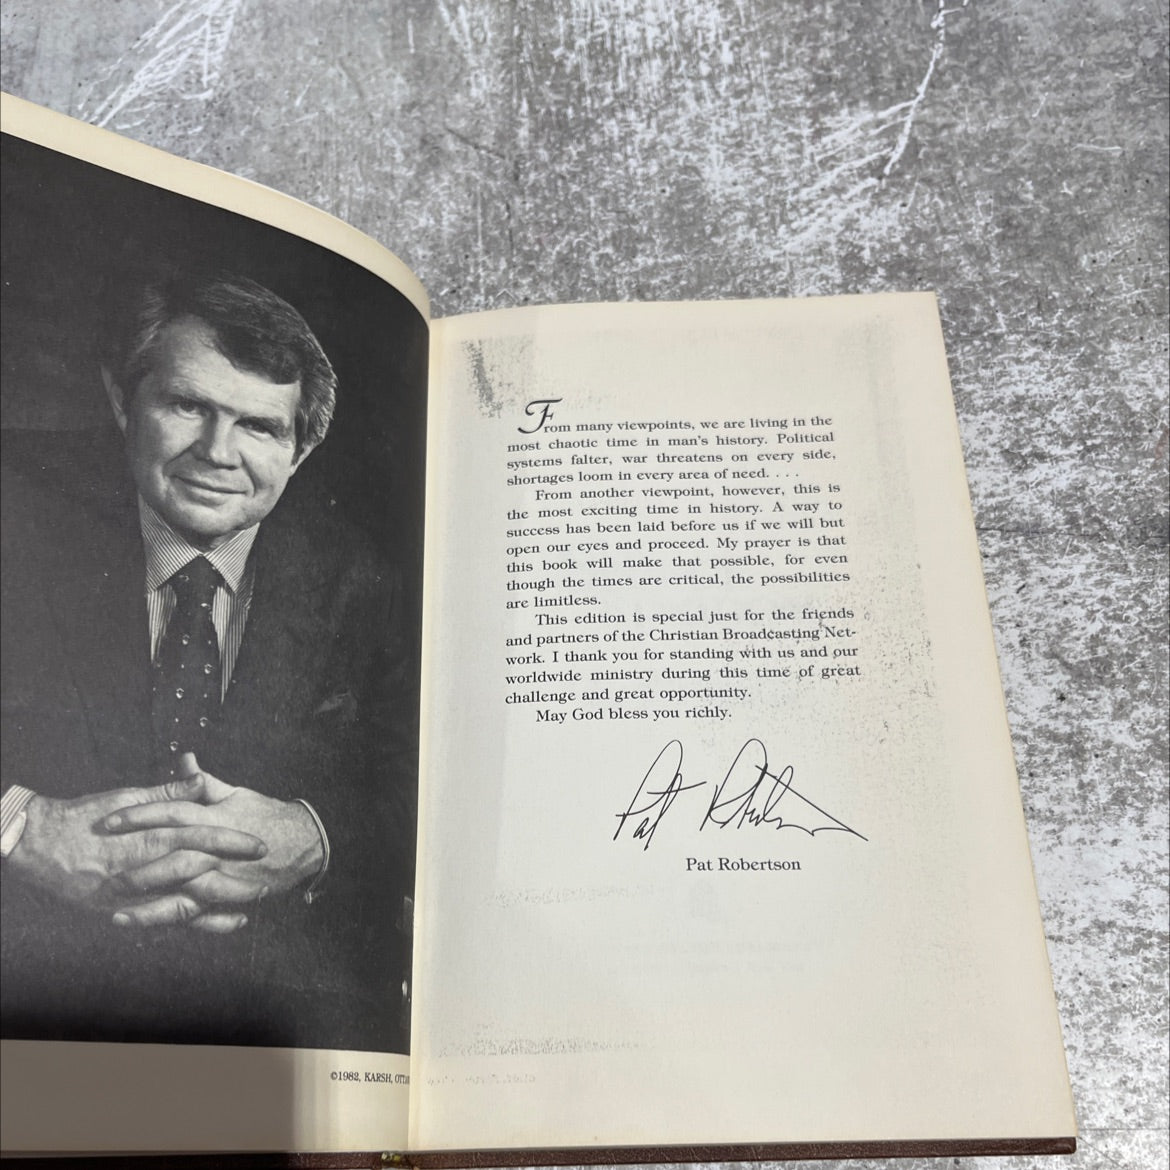 From many viewpoints, we are living in the
most chaotic time in man's history. Political
systems falter, war threatens on every side,
shortages loom in every area of need. . . .
From another viewpoint, however, this is
the most exciting time in history. A way to
success has been laid before us if we will but
open our eyes and proceed. My prayer is that
this book will make that possible, for even
though the times are critical, the possibilities
are limitless.
This edition is special just for the friends
and partners of the Christian Broadcasting Net-
work. I thank you for standing with us and our
worldwide ministry during this time of great
challenge and great opportunity.
May God bless you richly.
Pat Robertson
Pat Robertson
©1982, KARSH,